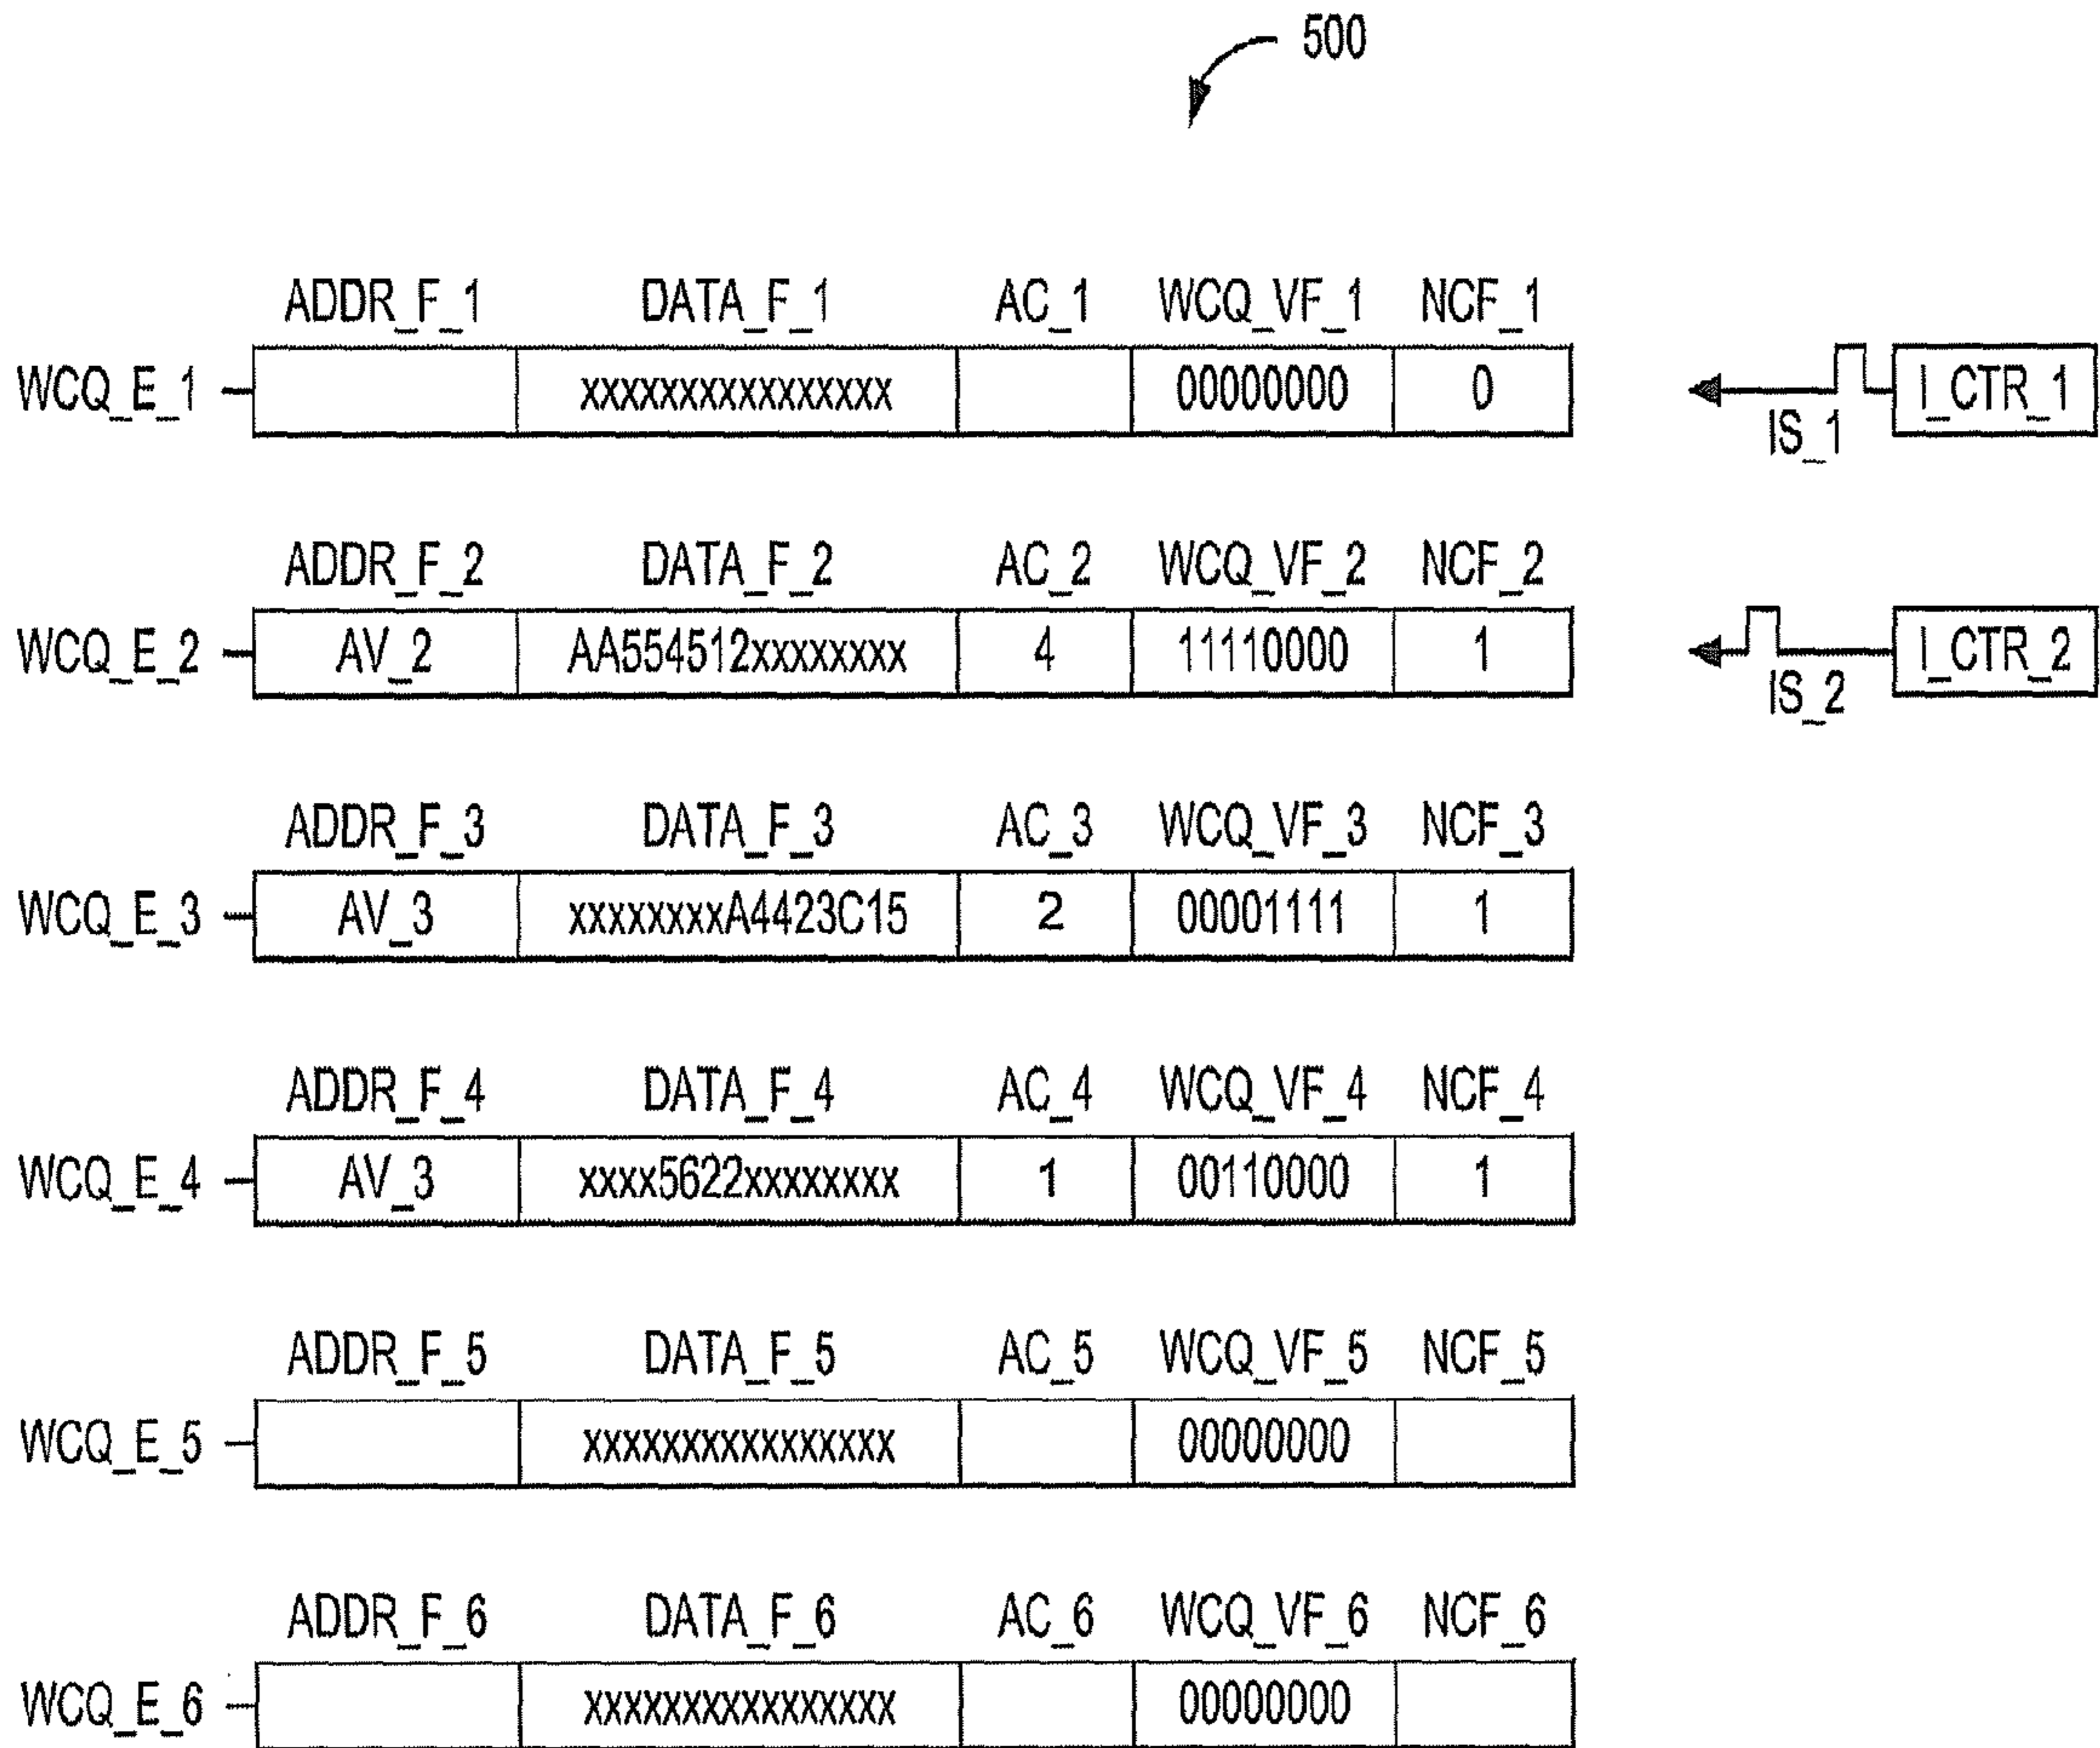 500
ADDR_F_1 DATA_F_1 AC_1 WCQ_VF_1 NCF_1
WCQ_E_1 xxxxxxxxxxxxxxxx 00000000 0 I_CTR_1
IS_1
ADDR_F_2 DATA_F_2 AC_2 WCQ_VF_2 NCF_2
WCQ_E_2 AV_2 AA554512xxxxxxxx 4 11110000 1 I_CTR_2
IS_2
ADDR_F_3 DATA_F_3 AC_3 WCQ_VF_3 NCF_3
WCQ_E_3 AV_3 xxxxxxxxA4423C15 2 00001111 1
ADDR_F_4 DATA_F_4 AC_4 WCQ_VF_4 NCF_4
WCQ_E_4 AV_3 xxxx5622xxxxxxxx 1 00110000 1
ADDR_F_5 DATA_F_5 AC_5 WCQ_VF_5 NCF_5
WCQ_E_5 xxxxxxxxxxxxxxxx 00000000
ADDR_F_6 DATA_F_6 AC_6 WCQ_VF_6 NCF_6
WCQ_E_6 xxxxxxxxxxxxxxxx 00000000